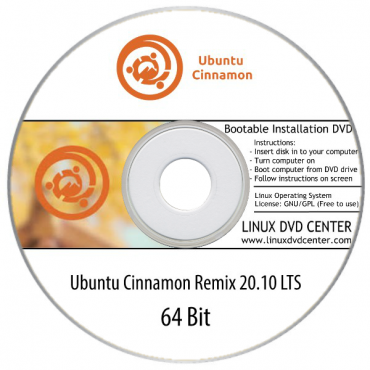 Ubuntu
Cinnamon
Bootable Installation DVD
Instructions:
- Insert disk in to your computer
- Turn computer on
- Boot computer from DVD drive
- Follow instructions on screen
Linux Operating System
License: GNU/GPL (Free to use)
LINUX DVD CENTER
www.linuxdvdcenter.com
Ubuntu Cinnamon Remix 20.10 LTS
64 Bit